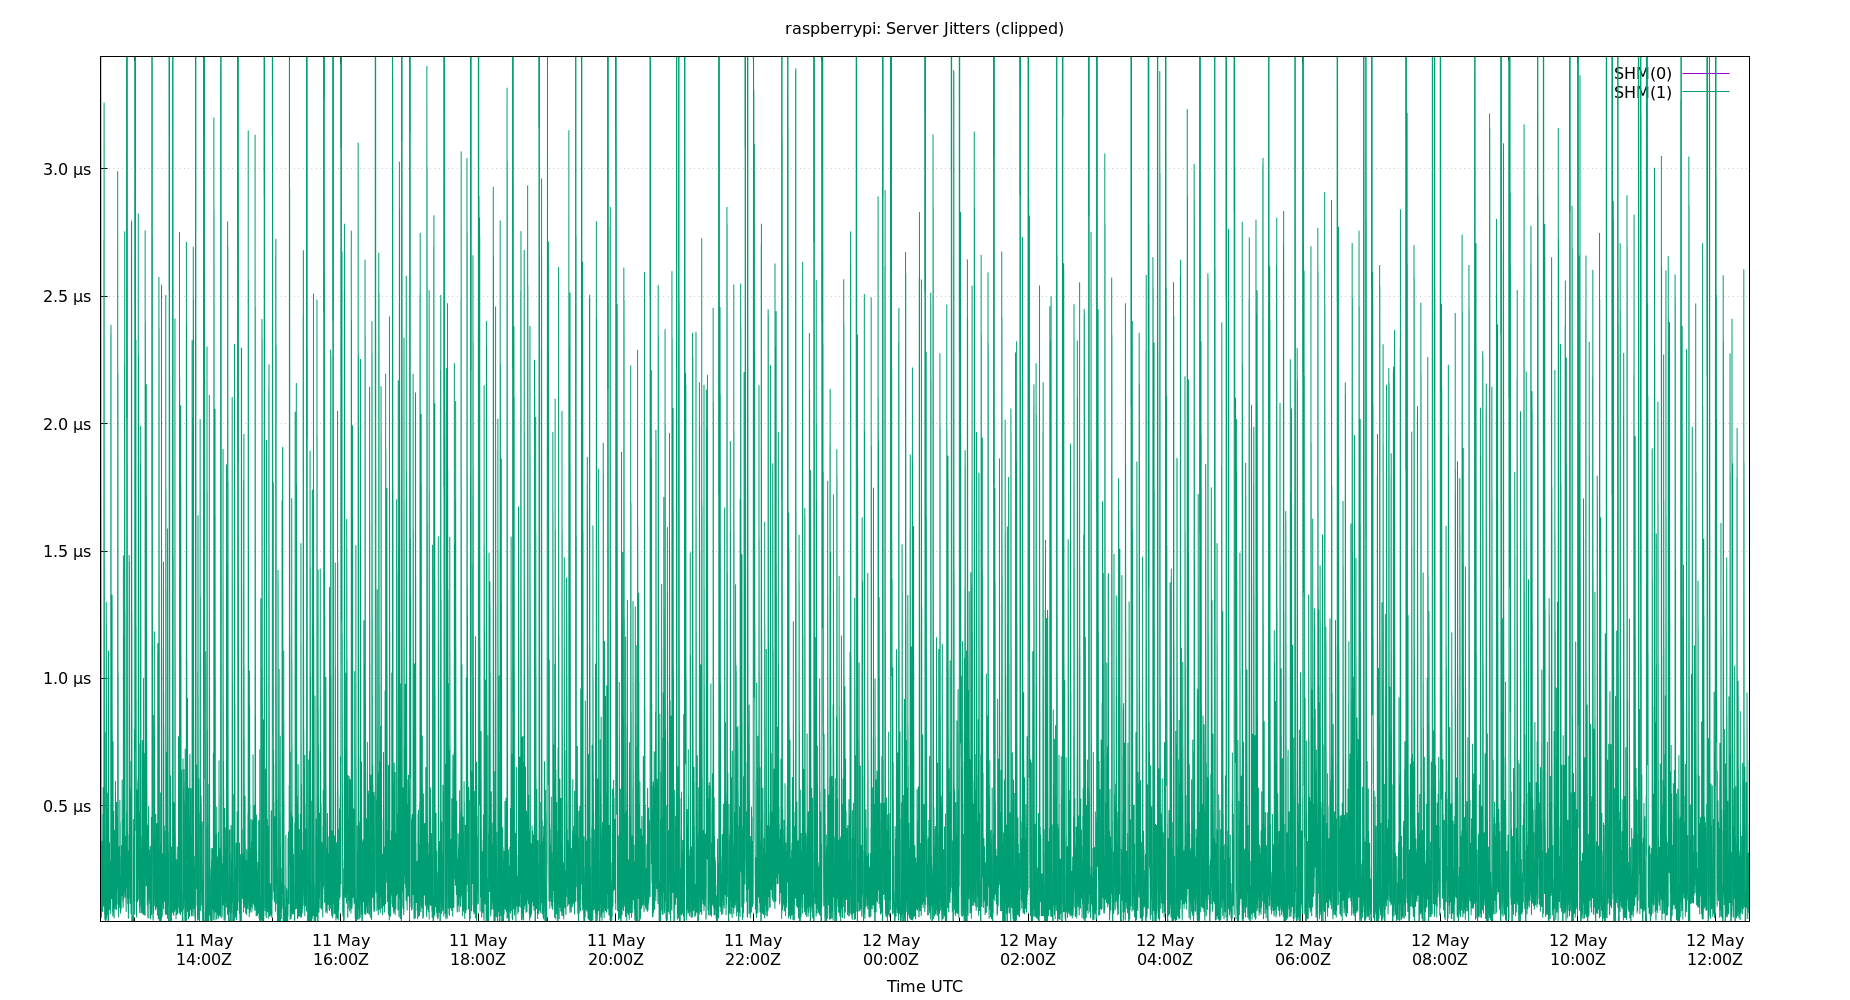 raspberrypi: Server Jitters (clipped)
SHM(0)
SHM(1)
3.0 µs
2.5 µs
2.0 µs
1.5 µs
1.0 µs
0.5 µs
11 May 11 May 11 May 11 May 11 May 12 May 12 May 12 May 12 May 12 May 12 May 12 May
14:00Z 16:00Z 18:00Z 20:00Z 22:00Z 00:00Z 02:00Z 04:00Z 06:00Z 08:00Z 10:00Z 12:00Z
Time UTC